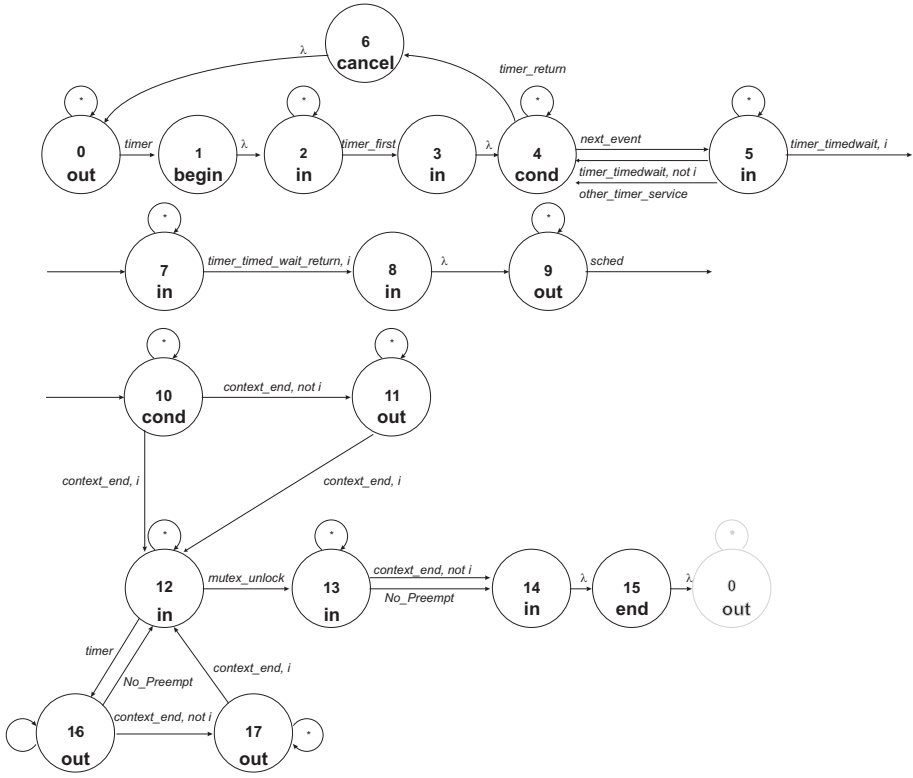 6
cancel
λ
timer_return
*
*
*
*
0
out
timer
1
begin
λ
2
in
timer_first
3
in
λ
4
cond
next_event
timer_timedwait, not i
other_timer_service
5
in
timer_timedwait, i
*
*
7
in
timer_timed_wait_return, i
8
in
λ
9
out
sched
*
*
10
cond
context_end, not i
11
out
context_end, i
context_end, i
*
*
*
12
in
mutex_unlock
13
in
context_end, not i
No_Preempt
14
in
λ
15
end
λ
0
out
timer
No_Preempt
context_end, i
16
out
context_end, not i
17
out
*